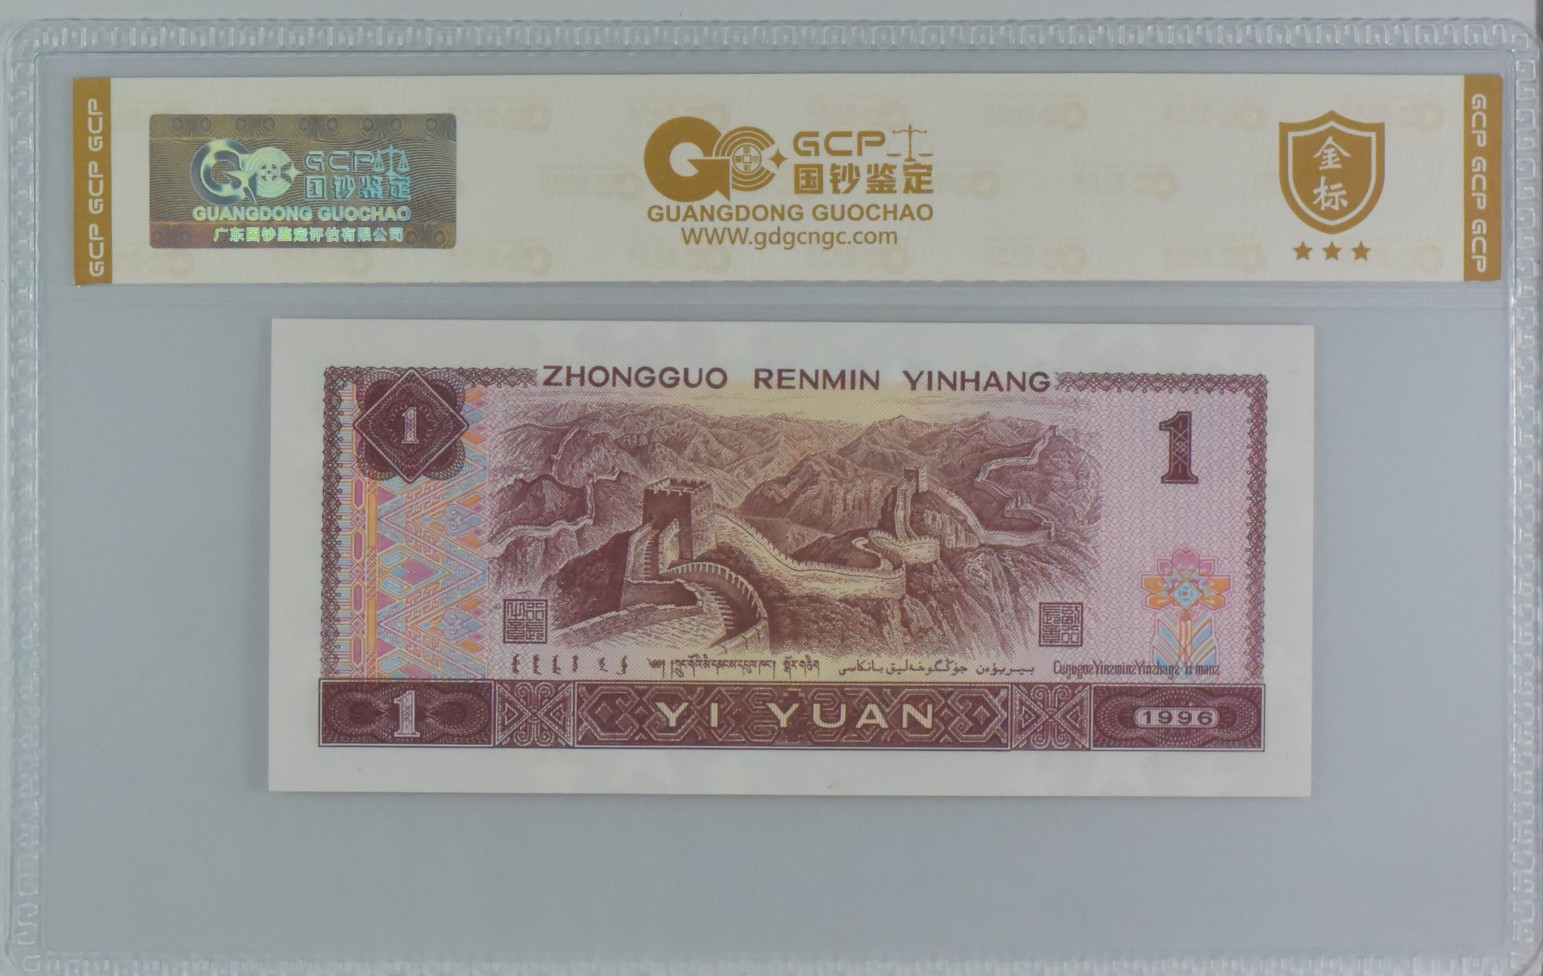 GCP GCP GCP
GCP
国钞鉴定
GUANGDONG GUOCHAO
广东国钞鉴定评估有限公司
GCP
国钞鉴定
GUANGDONG GUOCHAO
WWW.gdgcngc.com
金
标
GCP GCP GCP
ZHONGGUO RENMIN YINHANG
1
1
1 YI YUAN 1996